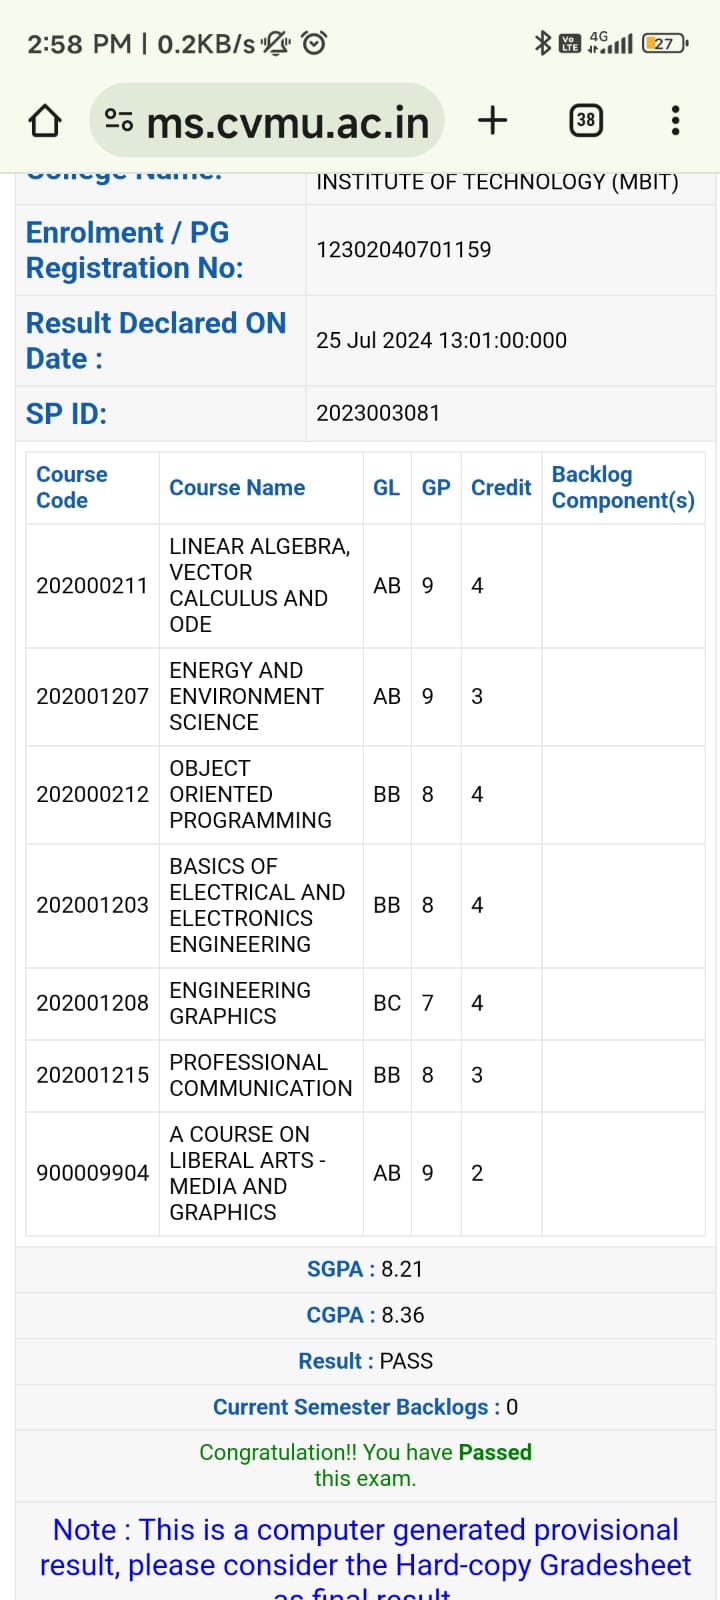 2:58 PM | 0.2KB/s
Vo LTE 4G 27
ms.cvmu.ac.in 38
College Name:
INSTITUTE OF TECHNOLOGY (MBIT)
Enrolment / PG
Registration No:
12302040701159
Result Declared ON
Date :
25 Jul 2024 13:01:00:000
SP ID:
2023003081
Course
Code
Course Name
GL
GP
Credit
Backlog
Component(s)
202000211
LINEAR ALGEBRA,
VECTOR
CALCULUS AND
ODE
AB
9
4
202001207
ENERGY AND
ENVIRONMENT
SCIENCE
AB
9
3
202000212
OBJECT
ORIENTED
PROGRAMMING
BB
8
4
202001203
BASICS OF
ELECTRICAL AND
ELECTRONICS
ENGINEERING
BB
8
4
202001208
ENGINEERING
GRAPHICS
BC
7
4
202001215
PROFESSIONAL
COMMUNICATION
BB
8
3
900009904
A COURSE ON
LIBERAL ARTS -
MEDIA AND
GRAPHICS
AB
9
2
SGPA : 8.21
CGPA : 8.36
Result : PASS
Current Semester Backlogs : 0
Congratulation!! You have Passed
this exam.
Note : This is a computer generated provisional
result, please consider the Hard-copy Gradesheet
as final result